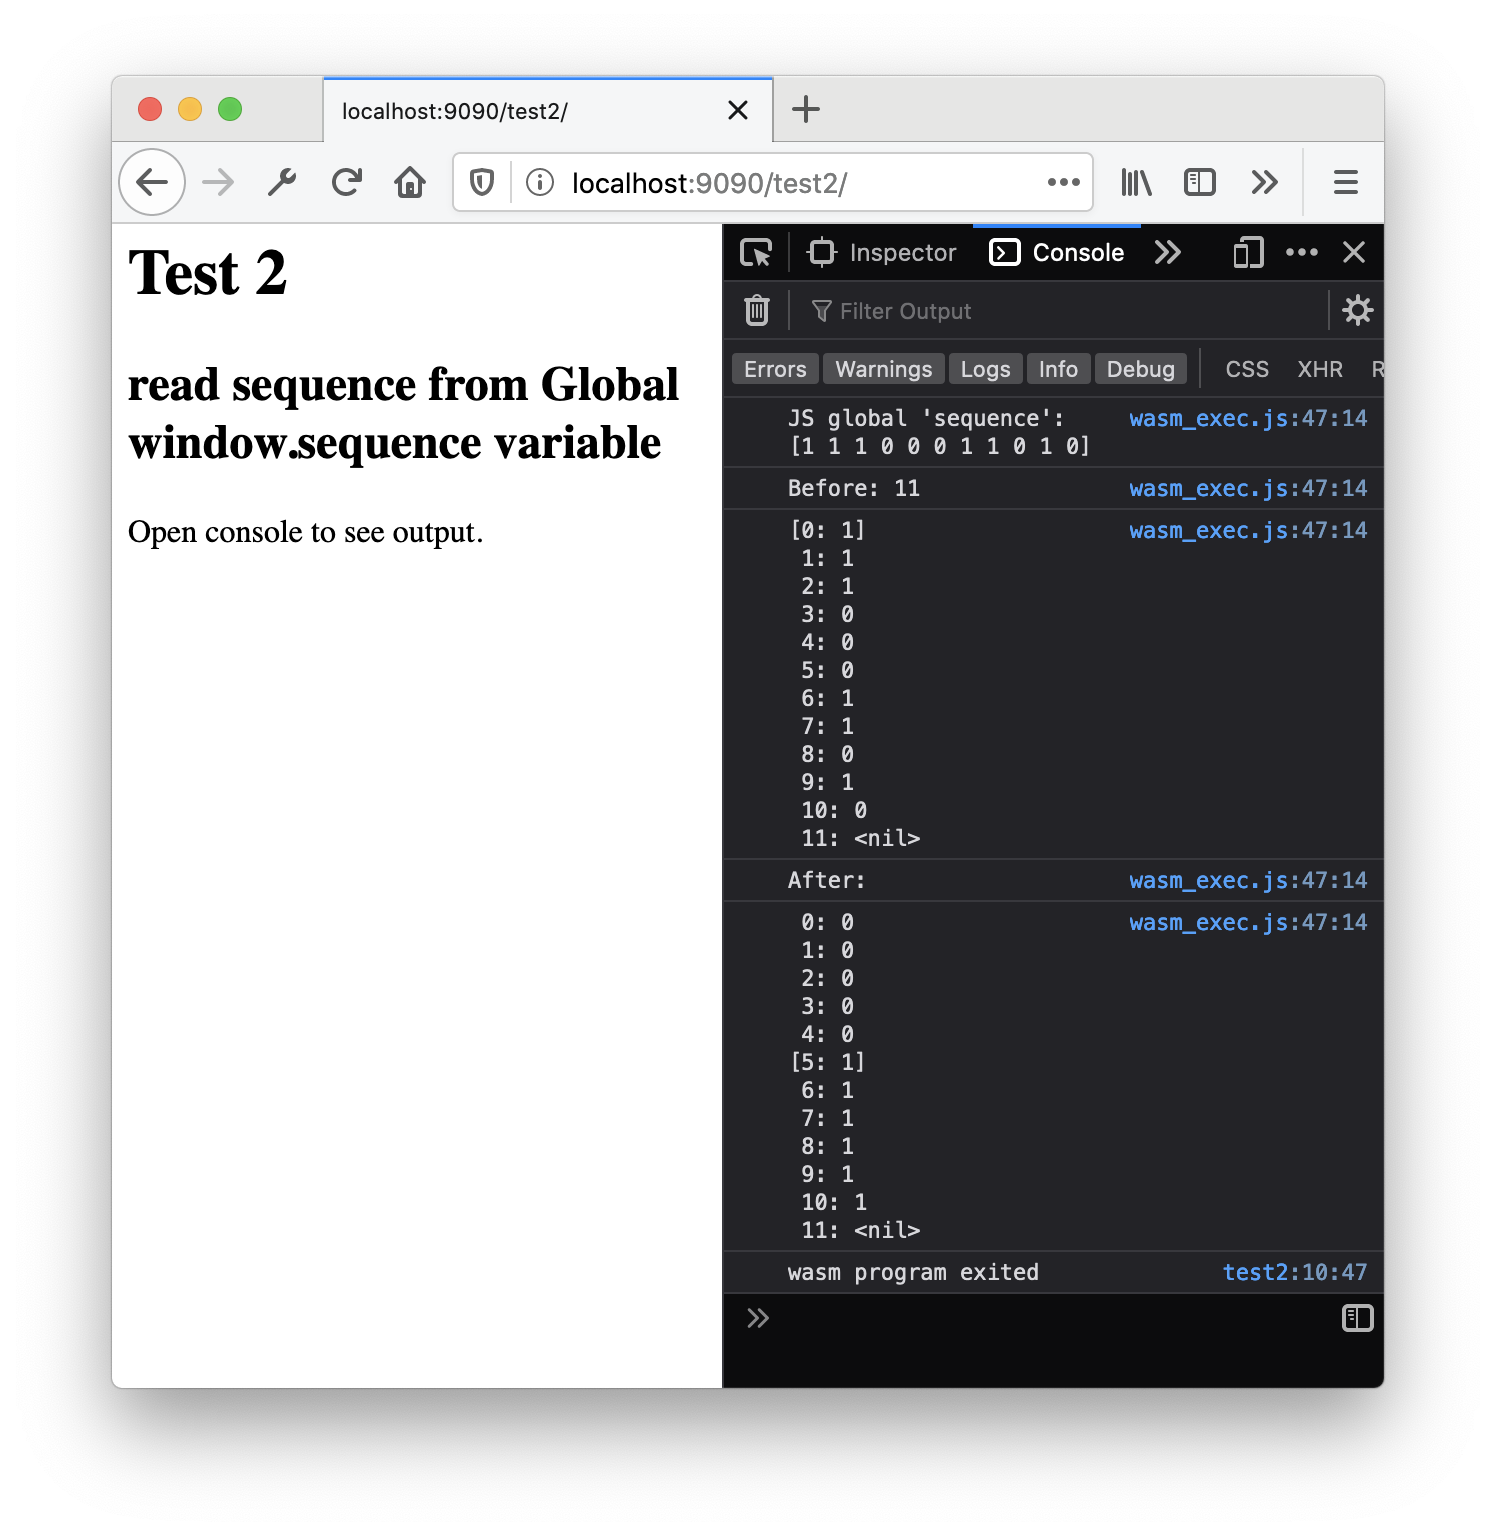 localhost:9090/test2/
localhost:9090/test2/
Test 2
read sequence from Global
window.sequence variable
Open console to see output.
Inspector Console
Filter Output
Errors Warnings Logs Info Debug CSS XHR R
JS global 'sequence': wasm_exec.js:47:14
[1 1 1 0 0 0 1 1 0 1 0]
Before: 11 wasm_exec.js:47:14
[0: 1] wasm_exec.js:47:14
1: 1
2: 1
3: 0
4: 0
5: 0
6: 1
7: 1
8: 0
9: 1
10: 0
11: <nil>
After: wasm_exec.js:47:14
0: 0 wasm_exec.js:47:14
1: 0
2: 0
3: 0
4: 0
[5: 1]
6: 1
7: 1
8: 1
9: 1
10: 1
11: <nil>
wasm program exited test2:10:47